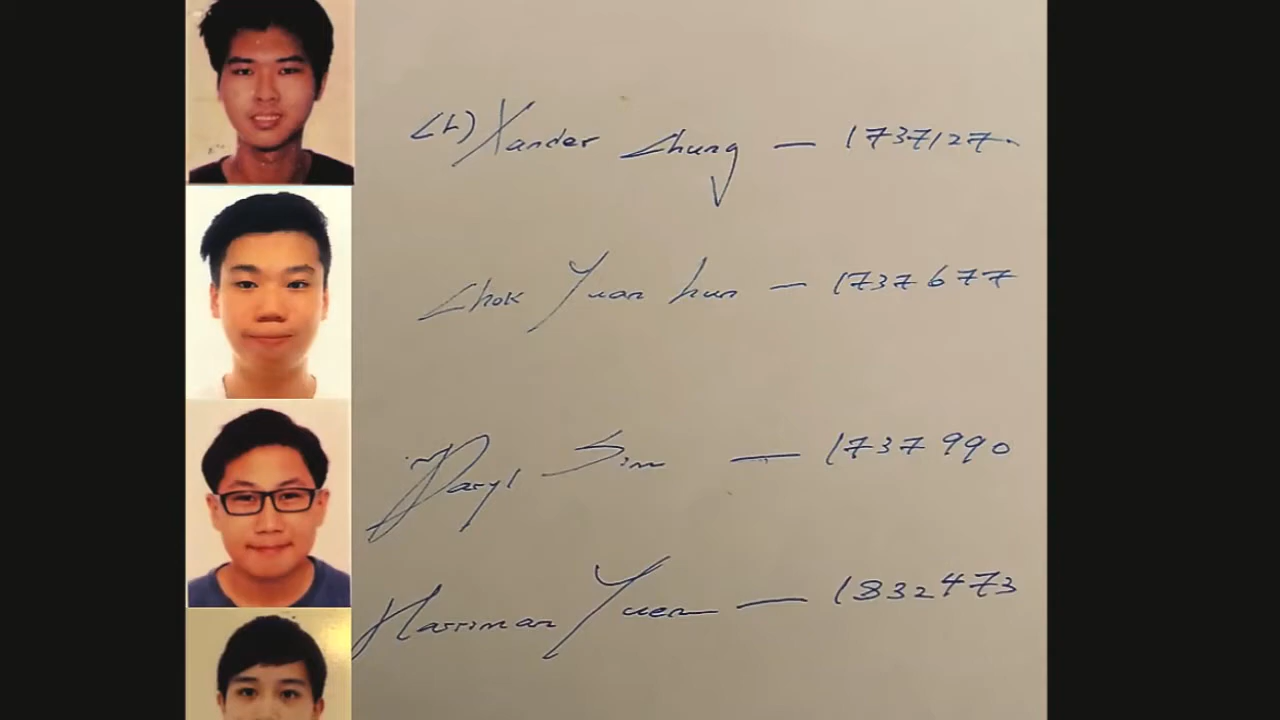 (L) Xander Chung — 1737127
Chok Yuan hun — 1737677
Daryl Sim — 1737990
Harriman Yuen — 1832473